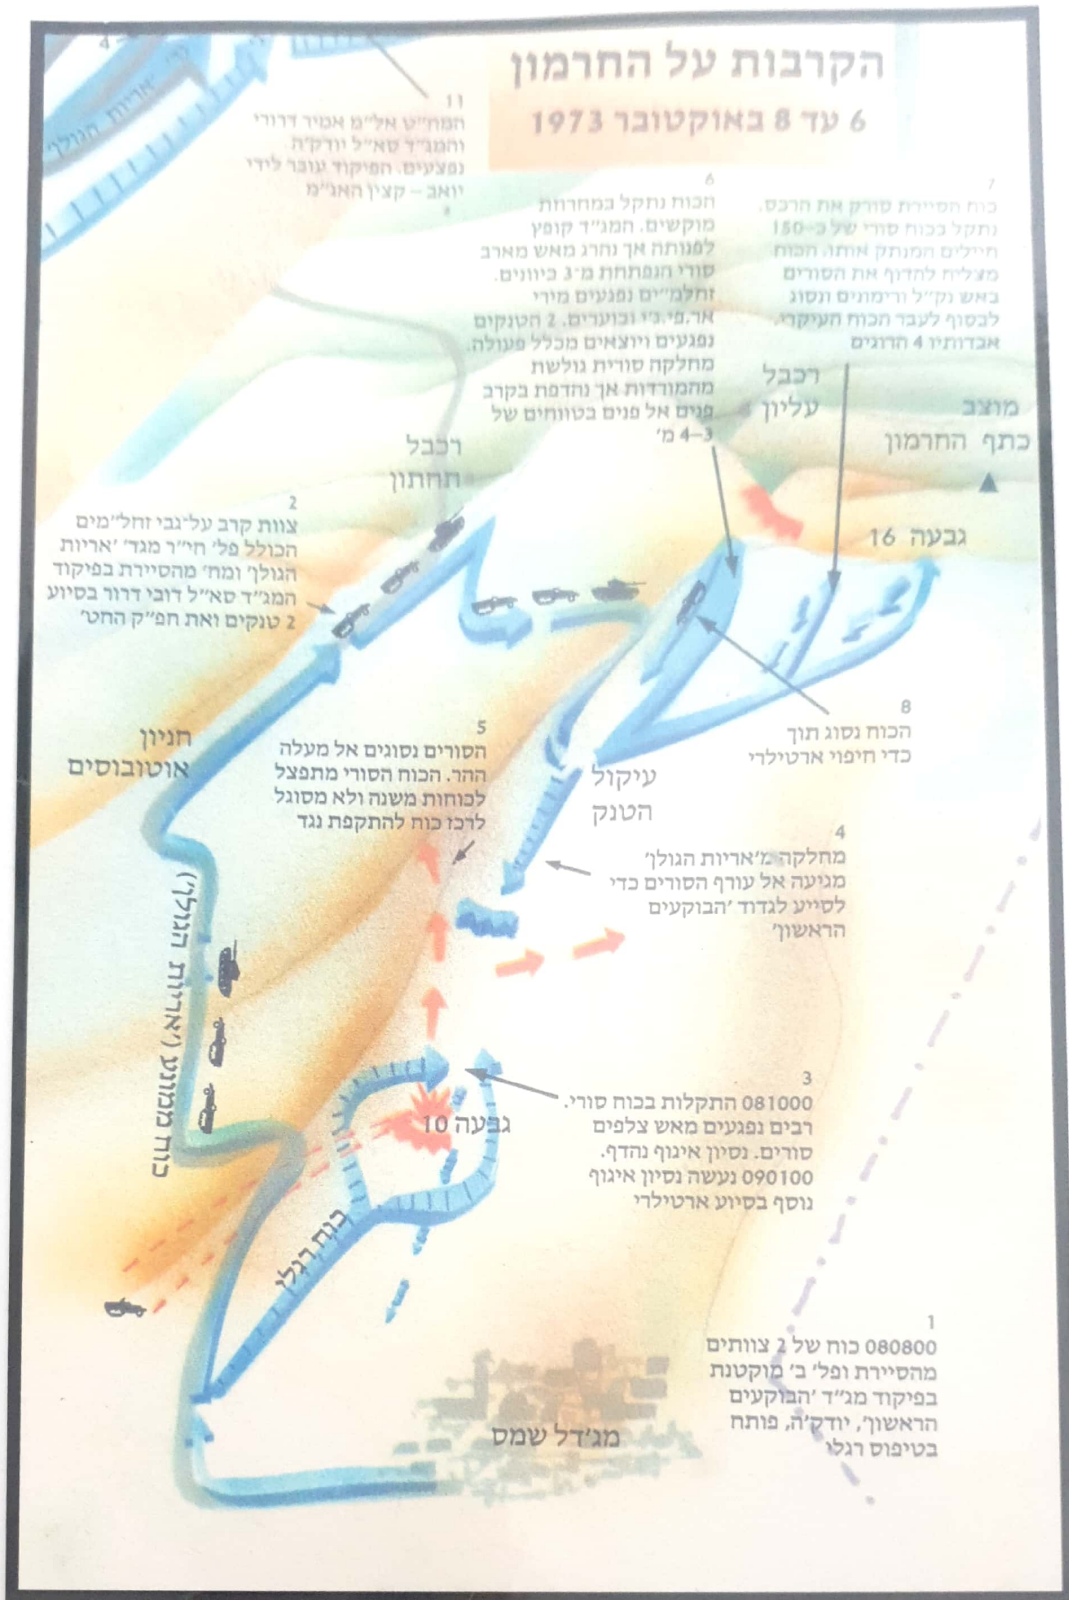 הקרבות על החרמון
6 עד 8 באוקטובר 1973
11
המח"ט אל"מ אמיר דרורי
והמג"ד סא"ל יודק'ה
נפצעים. הפיקוד עובר לידי
יואב – קצין האג"מ
6
הכוח נתקל במחרוזת
מוקשים. המג"ד קופץ
לפנותה אך נהרג מאש מארב
סורי הנפתחת מ־3 כיוונים.
זחלמ"ים נפגעים מירי
אר.פי.ג'י ובוערים. 2 הטנקים
נפגעים ויוצאים מכלל פעולה.
מחלקה סורית גולשת
מהמורדות אך נהדפת בקרב
פנים אל פנים בטווחים של
3–4 מ'
7
כוח הסיירת סורק את הרכס.
נתקל בכוח סורי של כ–150
חיילים המנתק אותו. הכוח
מצליח להדוף את הסורים
באש נק"ל ורימונים ונסוג
לבסוף לעבר הכוח העיקרי.
אבדותיו 4 הרוגים
רכבל
עליון
מוצב
כתף החרמון
גבעה 16
רכבל
תחתון
2
צוות קרב על־גבי זחל"מים
הכולל פל' חי"ר מגד' 'אריות
הגולן' ומח' מהסיירת בפיקוד
המג"ד סא"ל דובי דרור בסיוע
2 טנקים ואת חפ"ק החט'
8
הכוח נסוג תוך
כדי חיפוי ארטילרי
חניון
אוטובוסים
5
הסורים נסוגים אל מעלה
ההר. הכוח הסורי מתפצל
לכוחות משנה ולא מסוגל
לרכז כוח להתקפת נגד
עיקול
הטנק
4
מחלקה מ'אריות הגולן'
מגיעה אל עורף הסורים כדי
לסייע לגדוד 'הבוקעים
הראשון'
כוח ממונע ('אריות הגולן')
3
081000 התקלות בכוח סורי.
רבים נפגעים מאש צלפים
סורים. נסיון איגוף נהדף.
090100 נעשה נסיון איגוף
נוסף בסיוע ארטילרי
גבעה 10
כוח רגלי
1
080800 כוח של 2 צוותים
מהסיירת ופל' ב' מוקטנת
בפיקוד מג"ד 'הבוקעים
הראשון', יודק'ה, פותח
בטיפוס רגלי
מג'דל שמס